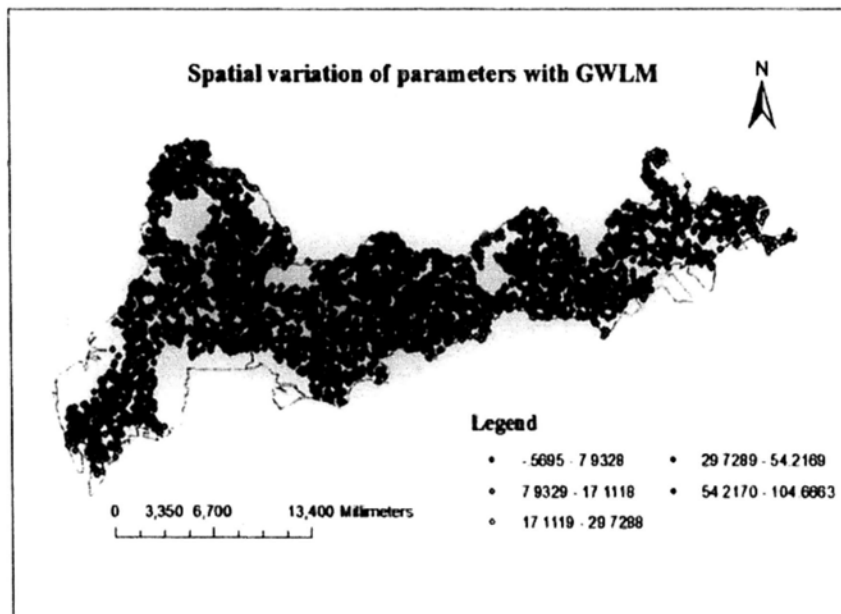 Spatial variation of parameters with GWLM
N
Legend
-.5695 - 7.9328
29.7289 - 54.2169
7.9329 - 17.1118
54.2170 - 104.6663
17.1119 - 29.7288
0 3,350 6,700 13,400 Millimeters